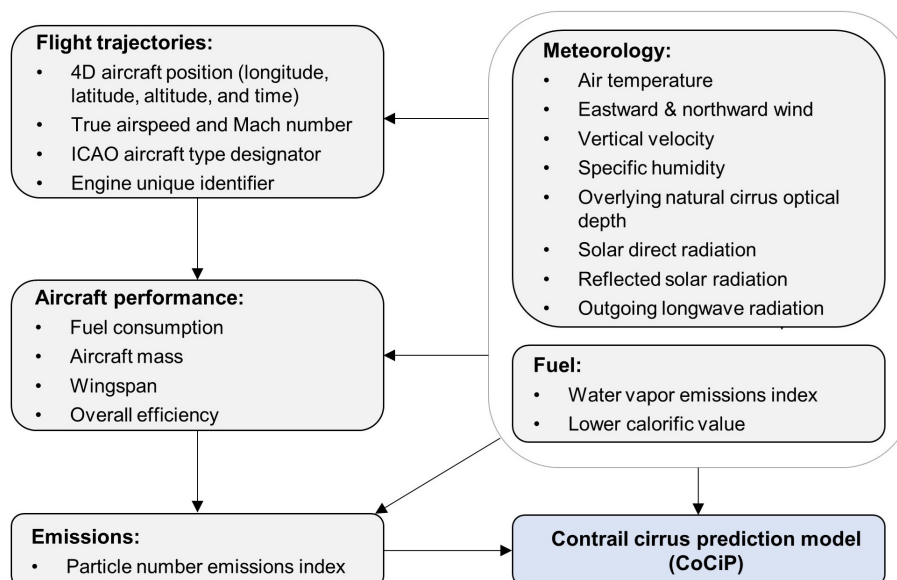 Flight trajectories:
• 4D aircraft position (longitude,
latitude, altitude, and time)
• True airspeed and Mach number
• ICAO aircraft type designator
• Engine unique identifier
Meteorology:
• Air temperature
• Eastward & northward wind
• Vertical velocity
• Specific humidity
• Overlying natural cirrus optical
depth
• Solar direct radiation
• Reflected solar radiation
• Outgoing longwave radiation
Aircraft performance:
• Fuel consumption
• Aircraft mass
• Wingspan
• Overall efficiency
Fuel:
• Water vapor emissions index
• Lower calorific value
Emissions:
• Particle number emissions index
Contrail cirrus prediction model
(CoCiP)